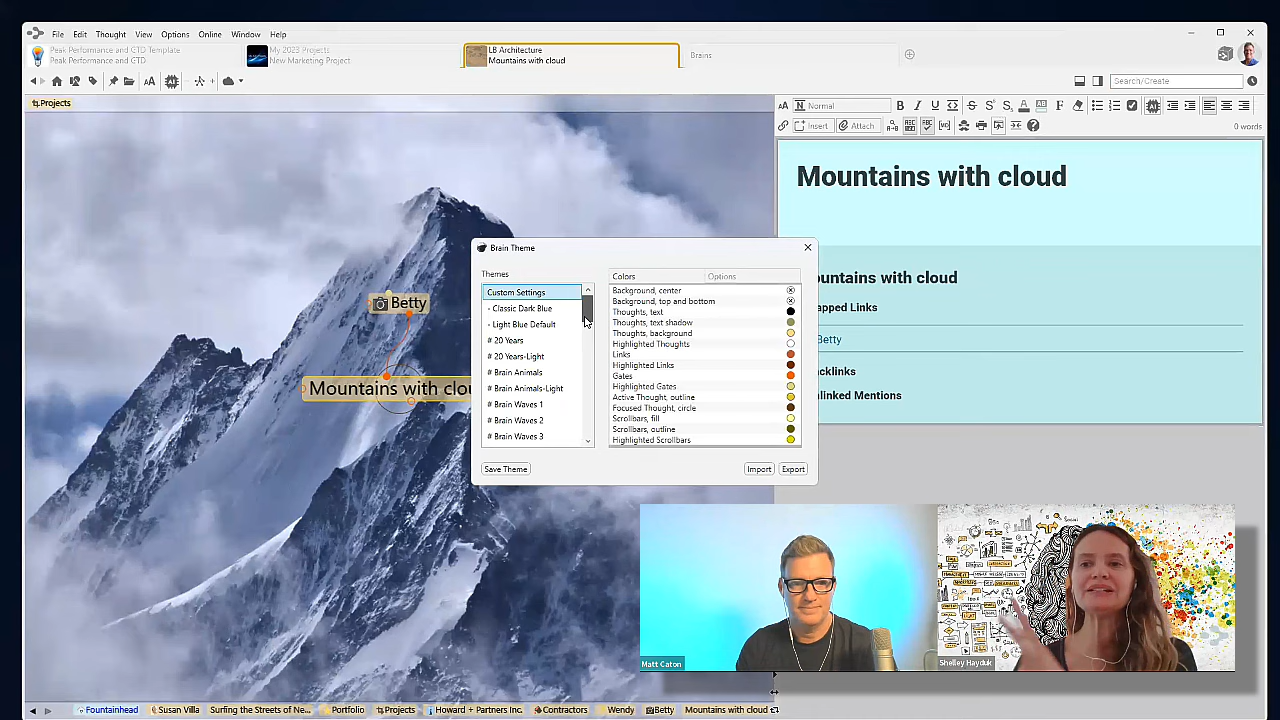 File Edit Thought View Options Online Window Help
Peak Performance and GTD Template
Peak Performance and GTD
My 2023 Projects
New Marketing Project
LB Architecture
Mountains with cloud
Brains
Search/Create
Projects
Normal
B I U
Insert
Attach
0 words
Mountains with cloud
ountains with cloud
apped Links
Betty
acklinks
nlinked Mentions
Betty
Mountains with clou
Brain Theme
Themes
Custom Settings
- Classic Dark Blue
- Light Blue Default
# 20 Years
# 20 Years-Light
# Brain Animals
# Brain Animals-Light
# Brain Waves 1
# Brain Waves 2
# Brain Waves 3
Save Theme
Colors
Options
Background, center
Background, top and bottom
Thoughts, text
Thoughts, text shadow
Thoughts, background
Highlighted Thoughts
Links
Highlighted Links
Gates
Highlighted Gates
Active Thought, outline
Focused Thought, circle
Scrollbars, fill
Scrollbars, outline
Highlighted Scrollbars
Import
Export
Matt Caton
Shelley Hayduk
Fountainhead
Susan Villa
Surfing the Streets of Ne...
Portfolio
Projects
Howard + Partners Inc.
Contractors
Wendy
Betty
Mountains with cloud